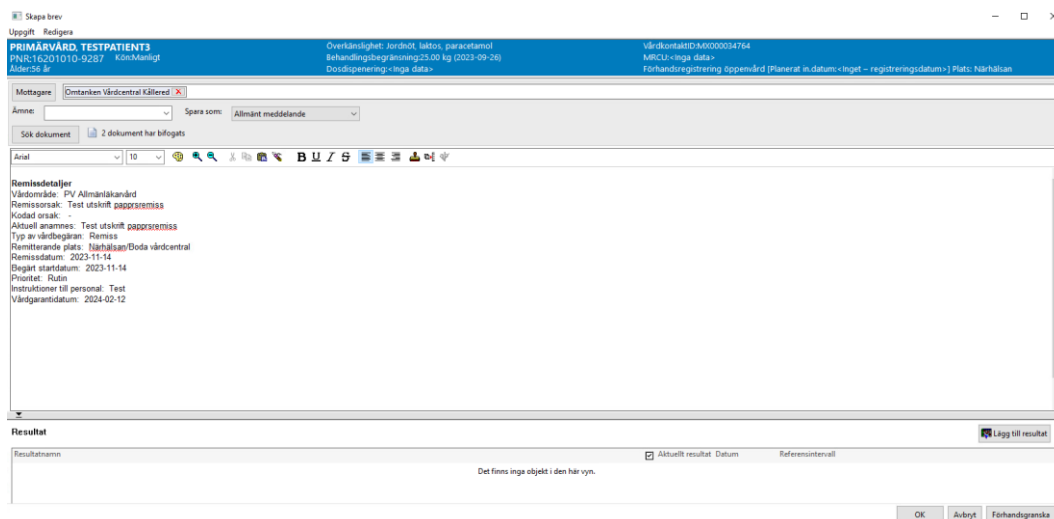 Skapa brev
Uppgift Redigera
PRIMÄRVÅRD, TESTPATIENT3
PNR:16201010-9287 Kön:Manligt
Ålder:56 år
Överkänslighet: Jordnöt, laktos, paracetamol
Behandlingsbegränsning:25.00 kg (2023-09-26)
Dosdispenering:<Inga data>
VårdkontaktID:MX000034764
MRCU:<Inga data>
Förhandsregistrering öppenvård [Planerat in.datum:<Inget – registreringsdatum>] Plats: Närhälsan
Mottagare Omtanken Vårdcentral Kållered
Ämne: Spara som: Allmänt meddelande
Sök dokument 2 dokument har bifogats
Arial 10 B U I S
Remissdetaljer
Vårdområde: PV Allmänläkarvård
Remissorsak: Test utskrift papprsremiss
Kodad orsak: -
Aktuell anamnes: Test utskrift papprsremiss
Typ av vårdbegäran: Remiss
Remitterande plats: Närhälsan/Boda vårdcentral
Remissdatum: 2023-11-14
Begärt startdatum: 2023-11-14
Prioritet: Rutin
Instruktioner till personal: Test
Vårdgarantidatum: 2024-02-12
Resultat
Lägg till resultat
Resultatnamn Aktuellt resultat Datum Referensintervall
Det finns inga objekt i den här vyn.
OK Avbryt Förhandsgranska